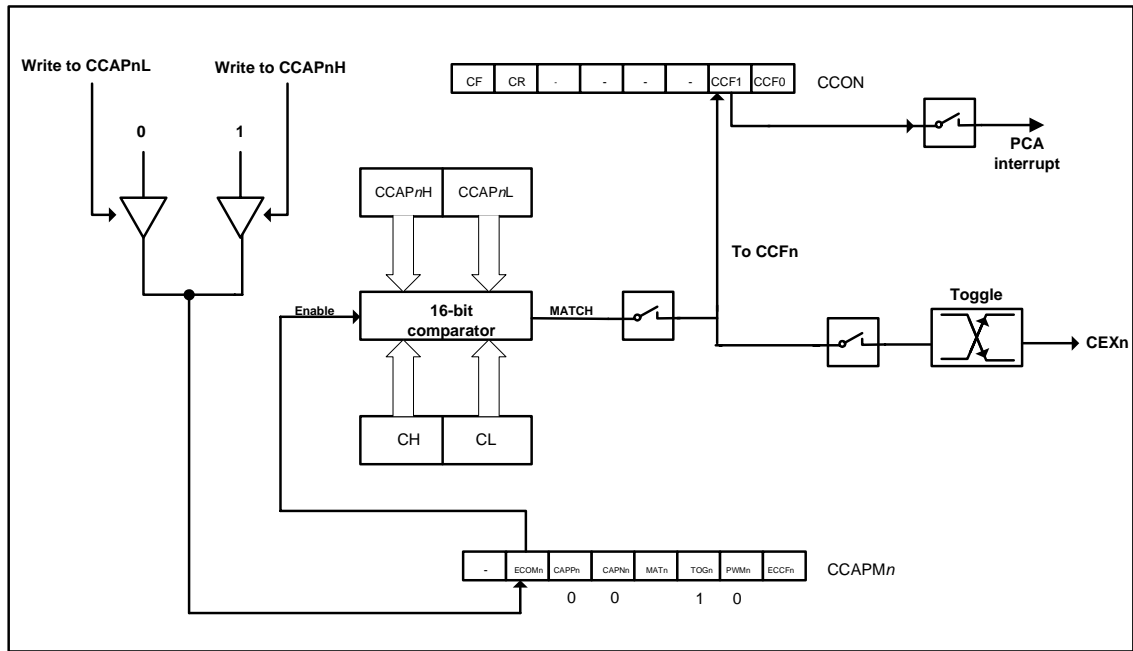 Write to CCAPnL
Write to CCAPnH
0
1
CF CR - - - - CCF1 CCF0 CCON
PCA
interrupt
CCAPnH CCAPnL
To CCFn
Enable
16-bit
comparator
MATCH
Toggle
CEXn
CH CL
- ECOMn CAPPn CAPNn MATn TOGn PWMn ECCFn CCAPMn
0 0 1 0